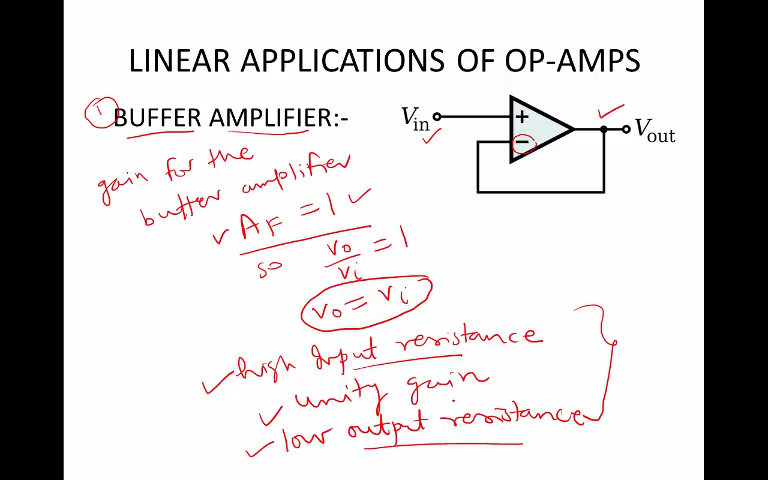 LINEAR APPLICATIONS OF OP-AMPS
1 BUFFER AMPLIFIER:-
Vin
+
−
Vout
gain for the
buffer amplifier
AF = 1
so vo/vi = 1
vo = vi
high Input resistance
unity gain
low output resistance